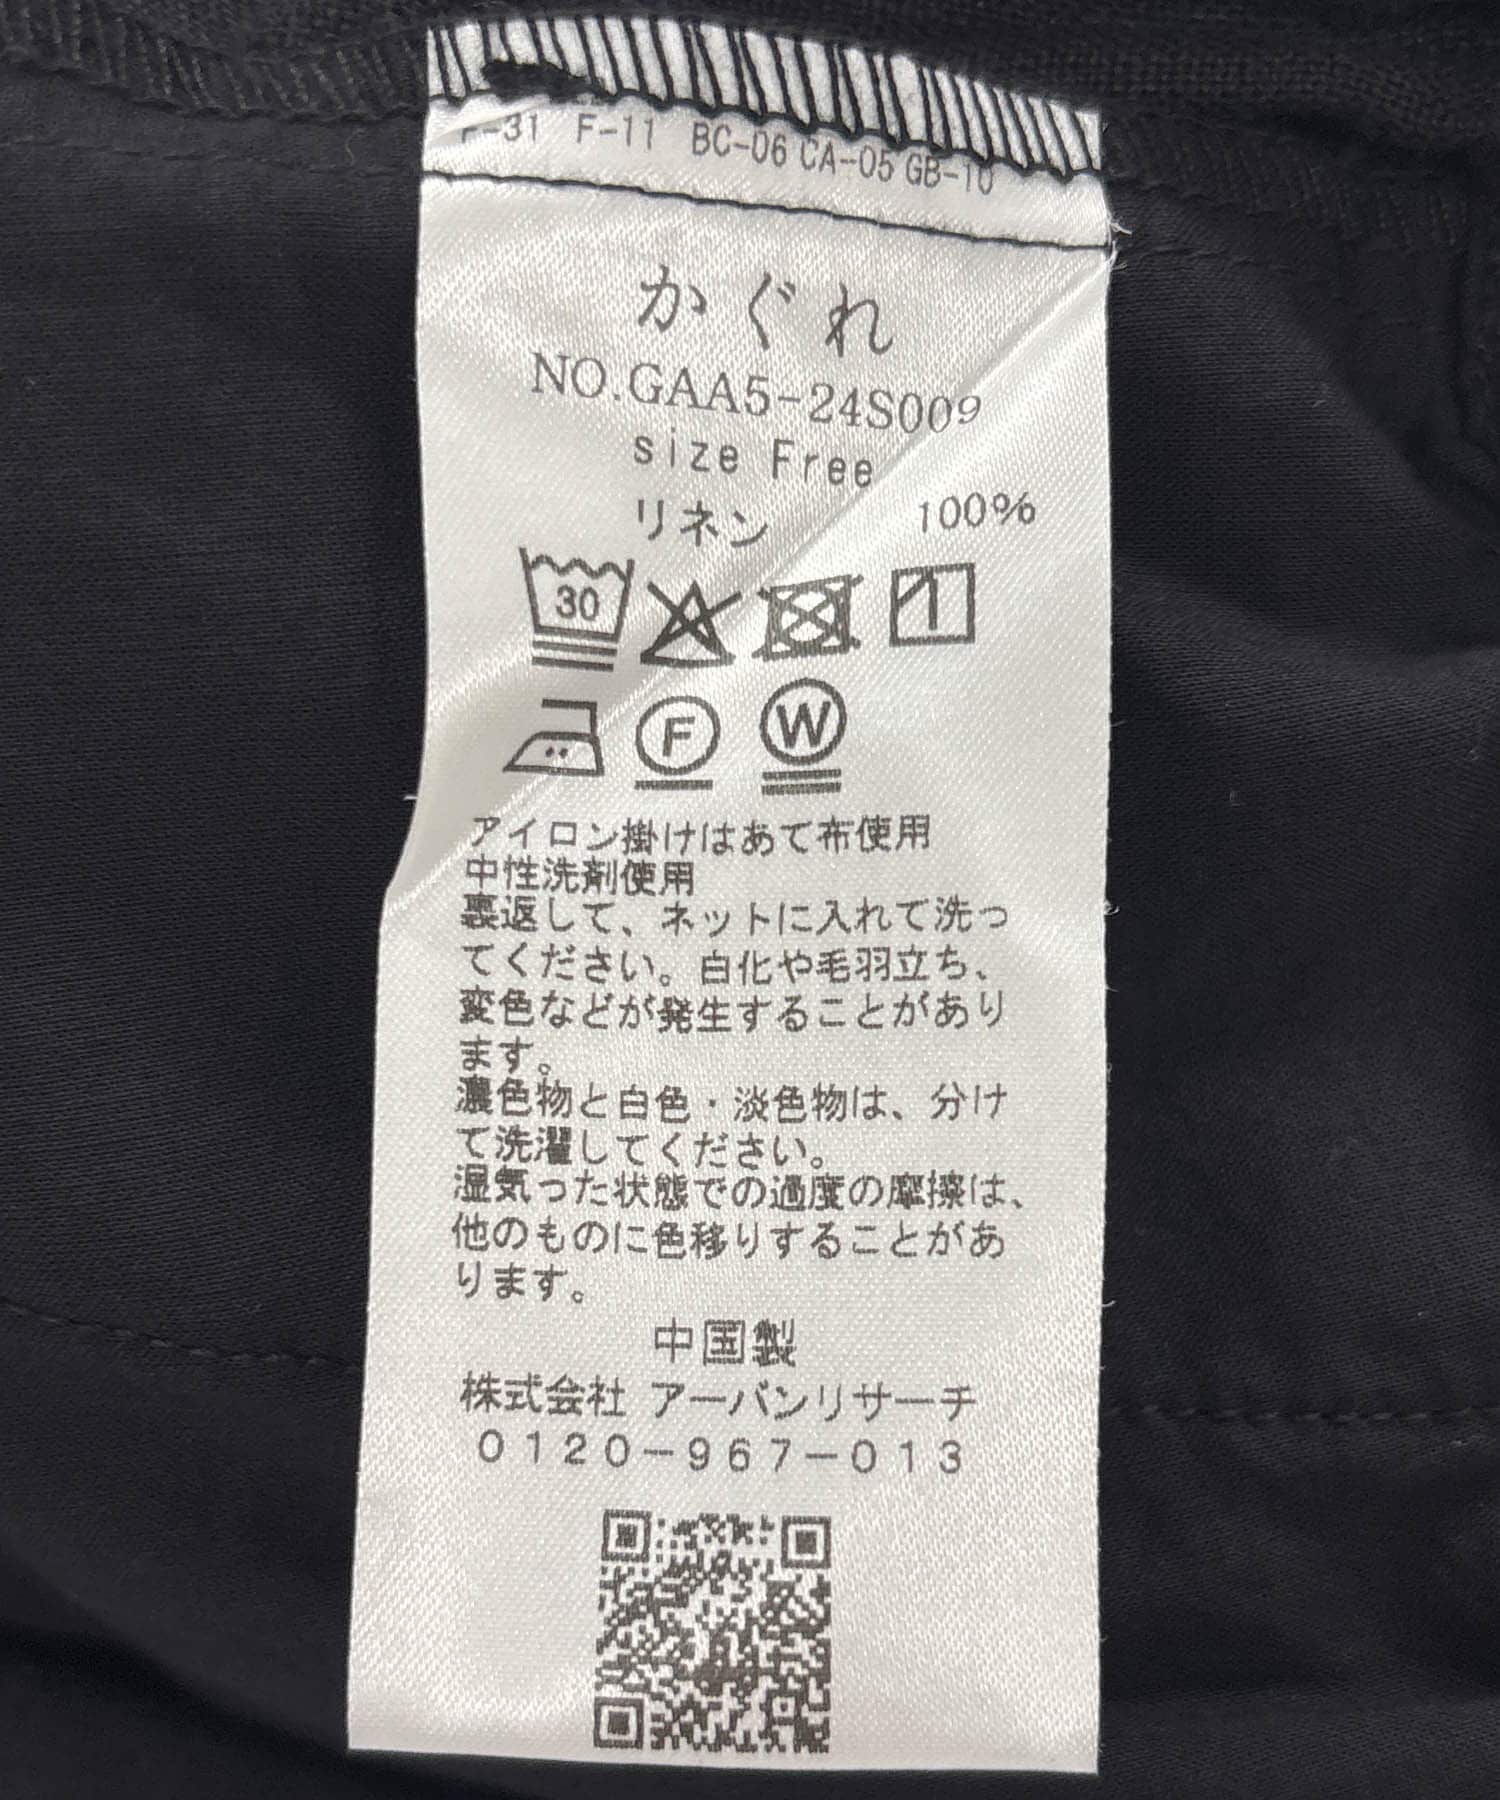 F-31 F-11 BC-06 CA-05 GB-10
かぐれ
NO.GAA5-24S009
size Free
リネン 100%
30
F W
アイロン掛けはあて布使用
中性洗剤使用
裏返して、ネットに入れて洗っ
てください。白化や毛羽立ち、
変色などが発生することがあり
ます。
濃色物と白色・淡色物は、分け
て洗濯してください。
湿気った状態での過度の摩擦は、
他のものに色移りすることがあ
ります。
中国製
株式会社 アーバンリサーチ
0120-967-013